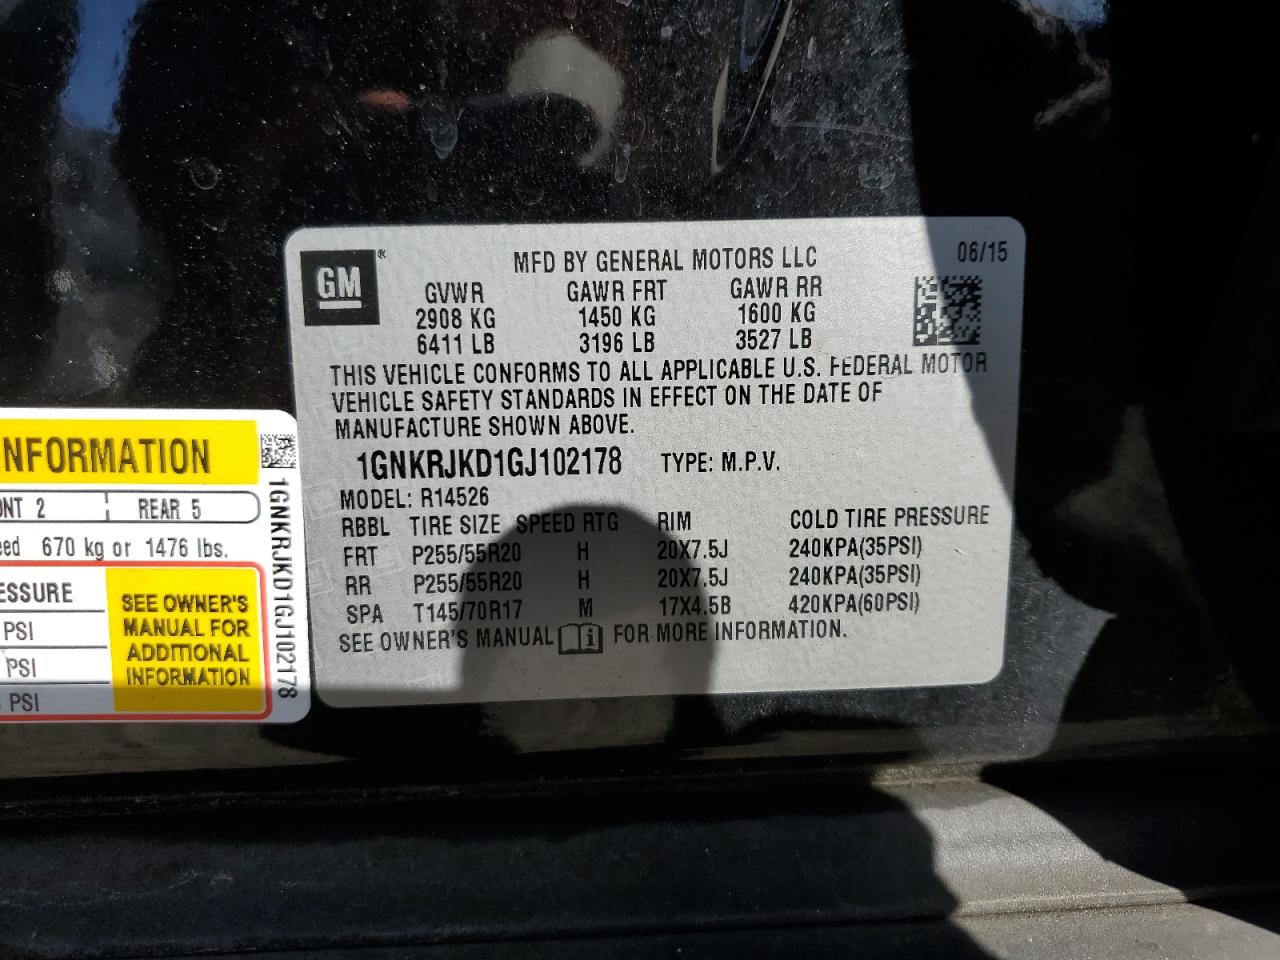 GM®
MFD BY GENERAL MOTORS LLC
06/15
GVWR GAWR FRT GAWR RR
2908 KG 1450 KG 1600 KG
6411 LB 3196 LB 3527 LB
THIS VEHICLE CONFORMS TO ALL APPLICABLE U.S. FEDERAL MOTOR
VEHICLE SAFETY STANDARDS IN EFFECT ON THE DATE OF
MANUFACTURE SHOWN ABOVE.
1GNKRJKD1GJ102178 TYPE: M.P.V.
MODEL: R14526
RBBL TIRE SIZE SPEED RTG RIM COLD TIRE PRESSURE
FRT P255/55R20 H 20X7.5J 240KPA(35PSI)
RR P255/55R20 H 20X7.5J 240KPA(35PSI)
SPA T145/70R17 M 17X4.5B 420KPA(60PSI)
SEE OWNER'S MANUAL FOR MORE INFORMATION.
NFORMATION
ONT 2 REAR 5
eed 670 kg or 1476 lbs.
ESSURE
PSI
PSI
PSI
SEE OWNER'S
MANUAL FOR
ADDITIONAL
INFORMATION
1GNKRJKD1GJ102178